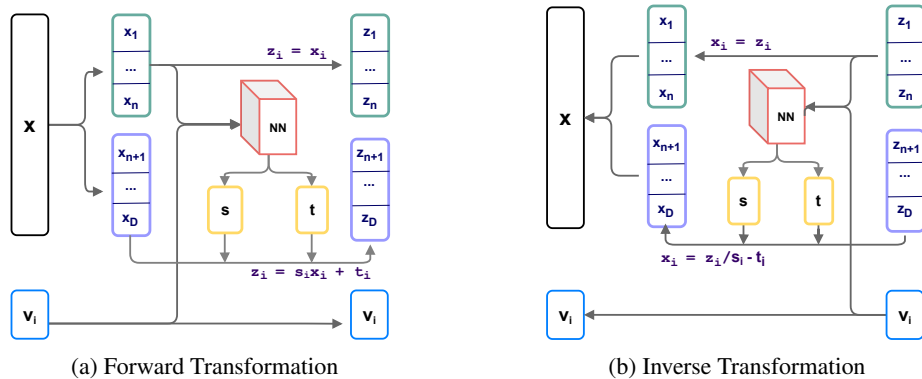 x
x1
...
xn
zi = xi
z1
...
zn
NN
xn+1
...
xD
s
t
zn+1
...
zD
zi = sixi + ti
vi
vi
(a) Forward Transformation
x
x1
...
xn
xi = zi
z1
...
zn
NN
xn+1
...
xD
s
t
zn+1
...
zD
xi = zi/si - ti
vi
vi
(b) Inverse Transformation